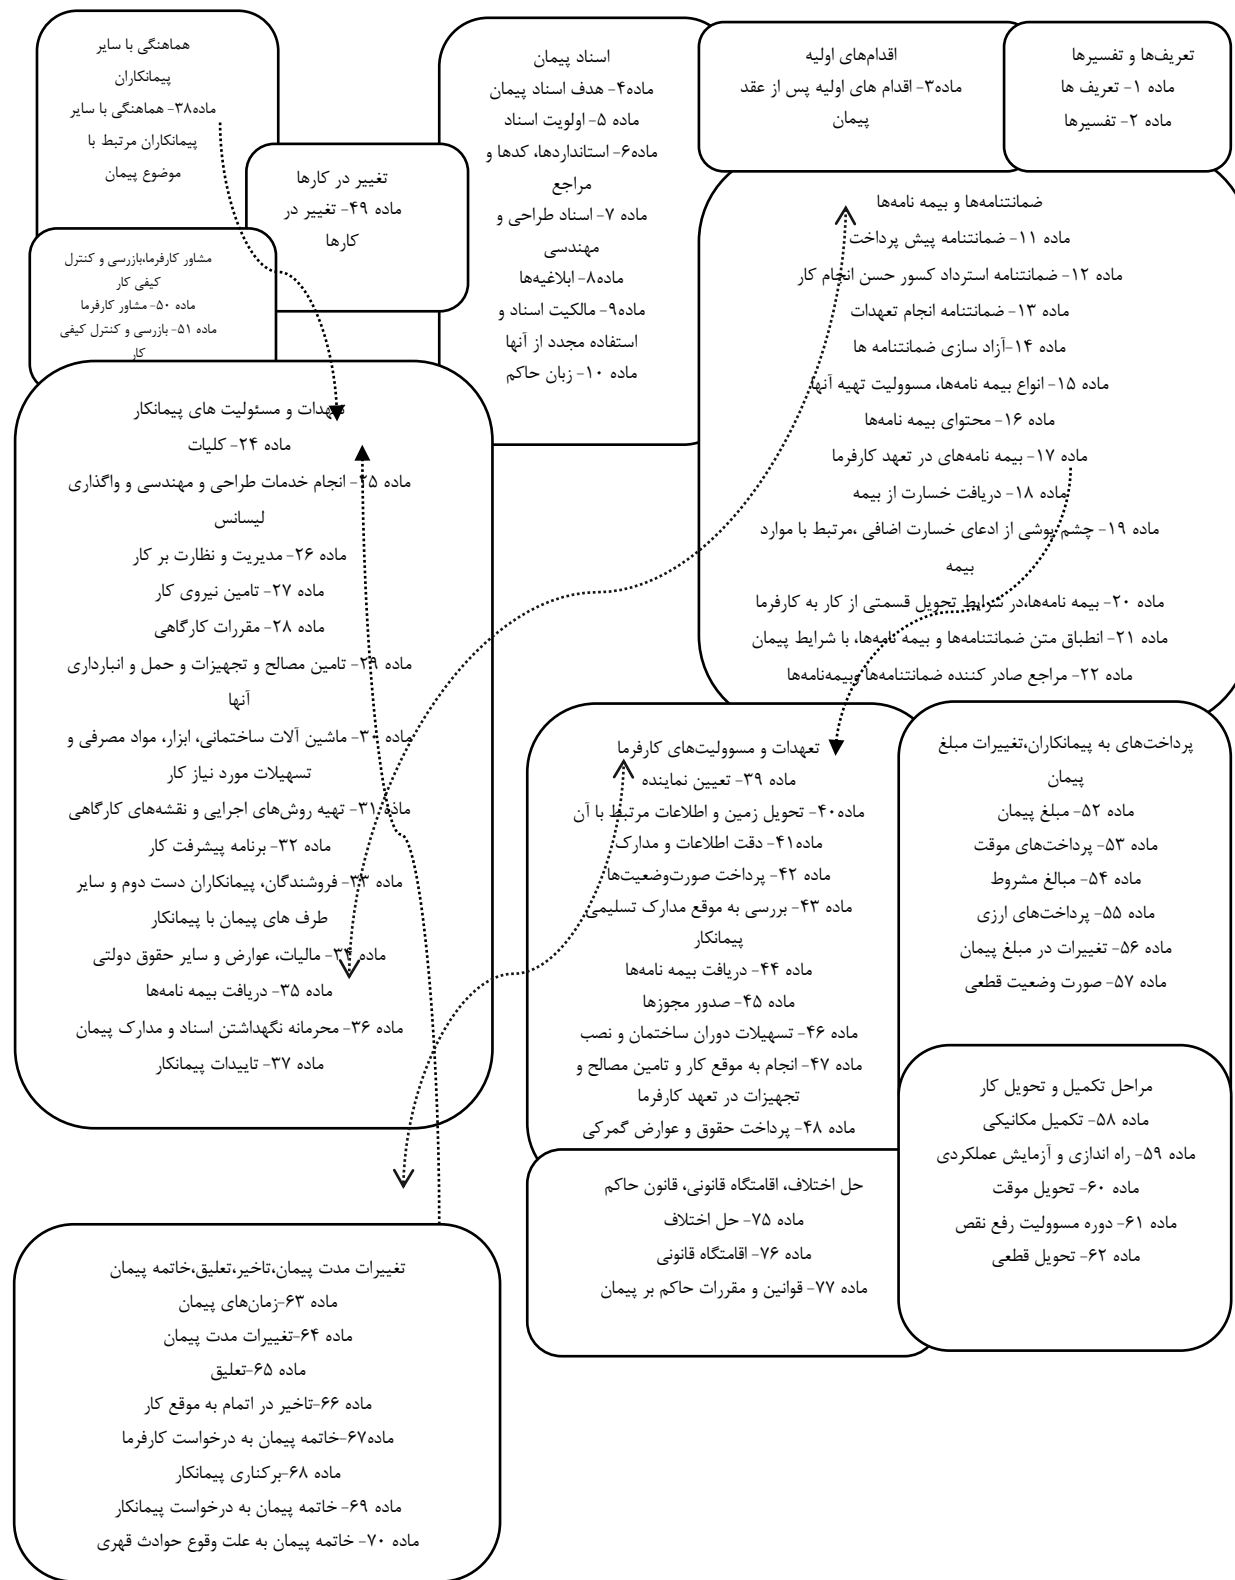 تعریف‌ها و تفسیرها
ماده ۱- تعریف ها
ماده ۲- تفسیرها
اقدام‌های اولیه
ماده۳- اقدام های اولیه پس از عقد
پیمان
اسناد پیمان
ماده۴- هدف اسناد پیمان
ماده ۵- اولویت اسناد
ماده۶- استانداردها، کدها و
مراجع
ماده ۷- اسناد طراحی و
مهندسی
ماده۸- ابلاغیه‌ها
ماده۹- مالکیت اسناد و
استفاده مجدد از آنها
ماده ۱۰- زبان حاکم
هماهنگی با سایر
پیمانکاران
ماده۳۸- هماهنگی با سایر
پیمانکاران مرتبط با
موضوع پیمان
تغییر در کارها
ماده ۴۹- تغییر در
کارها
مشاور کارفرما،بازرسی و کنترل
کیفی کار
ماده ۵۰- مشاور کارفرما
ماده ۵۱- بازرسی و کنترل کیفی
کار
ضمانتنامه‌ها و بیمه نامه‌ها
ماده ۱۱- ضمانتنامه پیش پرداخت
ماده ۱۲- ضمانتنامه استرداد کسور حسن انجام کار
ماده ۱۳- ضمانتنامه انجام تعهدات
ماده ۱۴-آزاد سازی ضمانتنامه ها
ماده ۱۵- انواع بیمه نامه‌ها، مسوولیت تهیه آنها
ماده ۱۶- محتوای بیمه نامه‌ها
ماده ۱۷- بیمه نامه‌های در تعهد کارفرما
ماده ۱۸- دریافت خسارت از بیمه
ماده ۱۹- چشم پوشی از ادعای خسارت اضافی ،مرتبط با موارد
بیمه
ماده ۲۰- بیمه نامه‌ها،در شرایط تحویل قسمتی از کار به کارفرما
ماده ۲۱- انطباق متن ضمانتنامه‌ها و بیمه نامه‌ها، با شرایط پیمان
ماده ۲۲- مراجع صادر کننده ضمانتنامه‌ها وبیمه‌نامه‌ها
تعهدات و مسئولیت های پیمانکار
ماده ۲۴- کلیات
ماده ۲۵- انجام خدمات طراحی و مهندسی و واگذاری
لیسانس
ماده ۲۶- مدیریت و نظارت بر کار
ماده ۲۷- تامین نیروی کار
ماده ۲۸- مقررات کارگاهی
ماده ۲۹- تامین مصالح و تجهیزات و حمل و انبارداری
آنها
ماده ۳۰- ماشین آلات ساختمانی، ابزار، مواد مصرفی و
تسهیلات مورد نیاز کار
ماده ۳۱- تهیه روش‌های اجرایی و نقشه‌های کارگاهی
ماده ۳۲- برنامه پیشرفت کار
ماده ۳۳- فروشندگان، پیمانکاران دست دوم و سایر
طرف های پیمان با پیمانکار
ماده ۳۴- مالیات، عوارض و سایر حقوق دولتی
ماده ۳۵- دریافت بیمه نامه‌ها
ماده ۳۶- محرمانه نگهداشتن اسناد و مدارک پیمان
ماده ۳۷- تاییدات پیمانکار
تعهدات و مسوولیت‌های کارفرما
ماده ۳۹- تعیین نماینده
ماده۴۰- تحویل زمین و اطلاعات مرتبط با آن
ماده۴۱- دقت اطلاعات و مدارک
ماده ۴۲- پرداخت صورت‌وضعیت‌ها
ماده ۴۳- بررسی به موقع مدارک تسلیمی
پیمانکار
ماده ۴۴- دریافت بیمه نامه‌ها
ماده ۴۵- صدور مجوزها
ماده ۴۶- تسهیلات دوران ساختمان و نصب
ماده ۴۷- انجام به موقع کار و تامین مصالح و
تجهیزات در تعهد کارفرما
ماده ۴۸- پرداخت حقوق و عوارض گمرکی
پرداخت‌های به پیمانکاران،تغییرات مبلغ
پیمان
ماده ۵۲- مبلغ پیمان
ماده ۵۳- پرداخت‌های موقت
ماده ۵۴- مبالغ مشروط
ماده ۵۵- پرداخت‌های ارزی
ماده ۵۶- تغییرات در مبلغ پیمان
ماده ۵۷- صورت وضعیت قطعی
مراحل تکمیل و تحویل کار
ماده ۵۸- تکمیل مکانیکی
ماده ۵۹- راه اندازی و آزمایش عملکردی
ماده ۶۰- تحویل موقت
ماده ۶۱- دوره مسوولیت رفع نقص
ماده ۶۲- تحویل قطعی
حل اختلاف، اقامتگاه قانونی، قانون حاکم
ماده ۷۵- حل اختلاف
ماده ۷۶- اقامتگاه قانونی
ماده ۷۷- قوانین و مقررات حاکم بر پیمان
تغییرات مدت پیمان،تاخیر،تعلیق،خاتمه پیمان
ماده ۶۳-زمان‌های پیمان
ماده ۶۴-تغییرات مدت پیمان
ماده ۶۵-تعلیق
ماده ۶۶-تاخیر در اتمام به موقع کار
ماده۶۷-خاتمه پیمان به درخواست کارفرما
ماده ۶۸-برکناری پیمانکار
ماده ۶۹- خاتمه پیمان به درخواست پیمانکار
ماده ۷۰- خاتمه پیمان به علت وقوع حوادث قهری